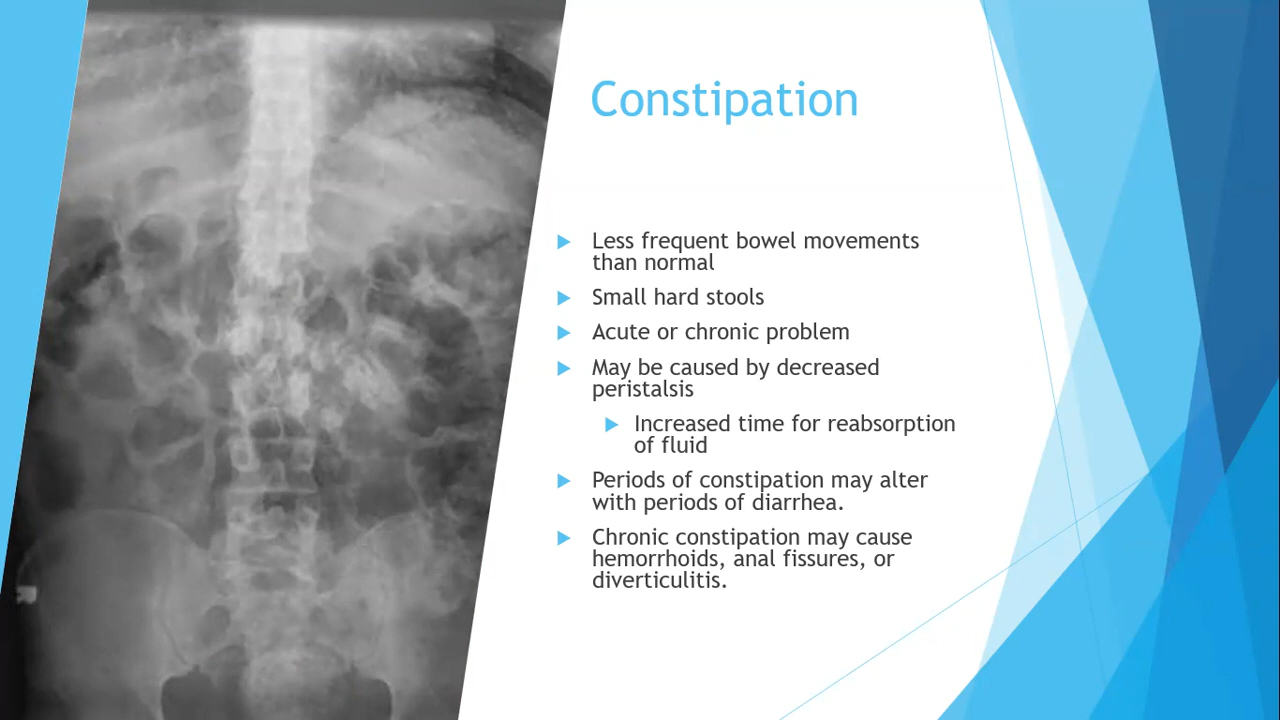 Constipation
Less frequent bowel movements
than normal
Small hard stools
Acute or chronic problem
May be caused by decreased
peristalsis
Increased time for reabsorption
of fluid
Periods of constipation may alter
with periods of diarrhea.
Chronic constipation may cause
hemorrhoids, anal fissures, or
diverticulitis.